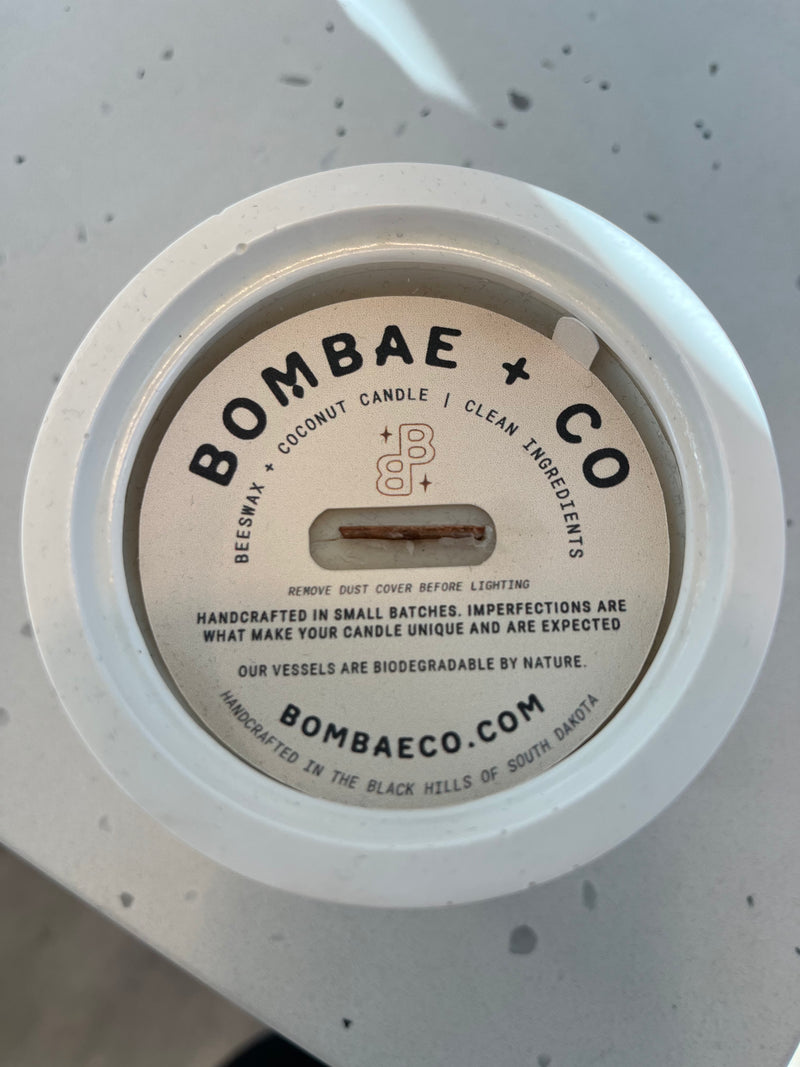 BOMBAE + CO
BEESWAX + COCONUT CANDLE | CLEAN INGREDIENTS
BB
REMOVE DUST COVER BEFORE LIGHTING
HANDCRAFTED IN SMALL BATCHES. IMPERFECTIONS ARE
WHAT MAKE YOUR CANDLE UNIQUE AND ARE EXPECTED
OUR VESSELS ARE BIODEGRADABLE BY NATURE.
BOMBAECO.COM
HANDCRAFTED IN THE BLACK HILLS OF SOUTH DAKOTA